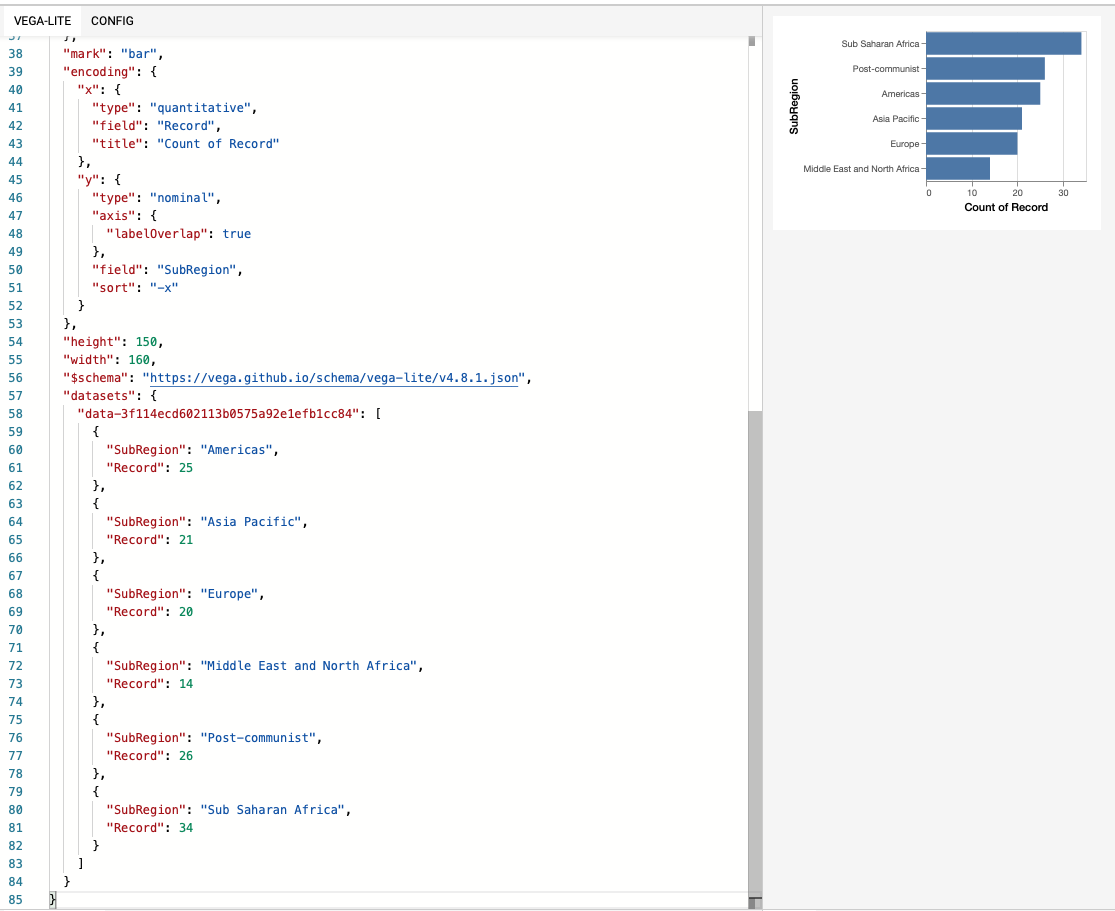 VEGA-LITE CONFIG
37 },
38 "mark": "bar",
39 "encoding": {
40 "x": {
41 "type": "quantitative",
42 "field": "Record",
43 "title": "Count of Record"
44 },
45 "y": {
46 "type": "nominal",
47 "axis": {
48 "labelOverlap": true
49 },
50 "field": "SubRegion",
51 "sort": "-x"
52 }
53 },
54 "height": 150,
55 "width": 160,
56 "$schema": "https://vega.github.io/schema/vega-lite/v4.8.1.json",
57 "datasets": {
58 "data-3f114ecd602113b0575a92e1efb1cc84": [
59 {
60 "SubRegion": "Americas",
61 "Record": 25
62 },
63 {
64 "SubRegion": "Asia Pacific",
65 "Record": 21
66 },
67 {
68 "SubRegion": "Europe",
69 "Record": 20
70 },
71 {
72 "SubRegion": "Middle East and North Africa",
73 "Record": 14
74 },
75 {
76 "SubRegion": "Post-communist",
77 "Record": 26
78 },
79 {
80 "SubRegion": "Sub Saharan Africa",
81 "Record": 34
82 }
83 ]
84 }
85 }
SubRegion
Sub Saharan Africa
Post-communist
Americas
Asia Pacific
Europe
Middle East and North Africa
0 10 20 30
Count of Record